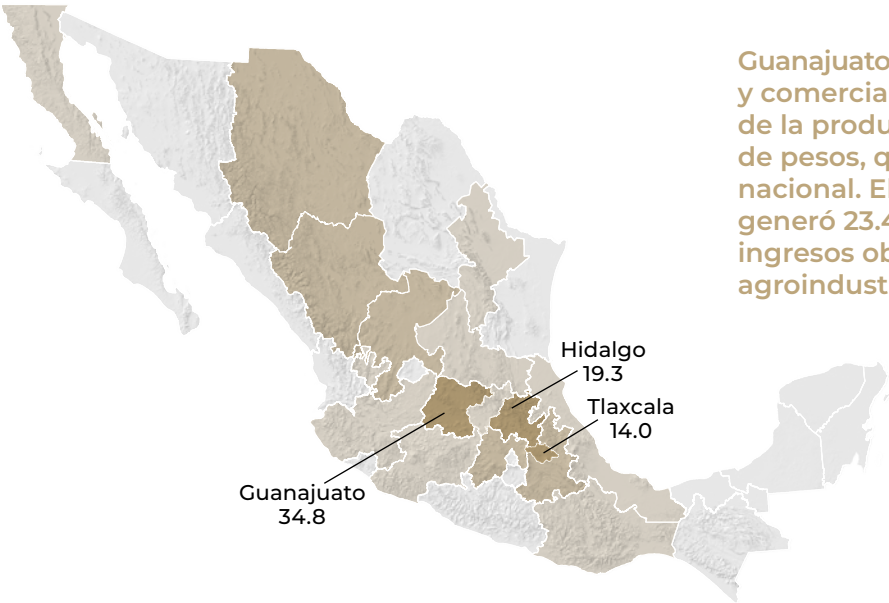 Guanajuato
y comercia
de la produ
de pesos, q
nacional. El
generó 23.4
ingresos ob
agroindust
Hidalgo
19.3
Tlaxcala
14.0
Guanajuato
34.8